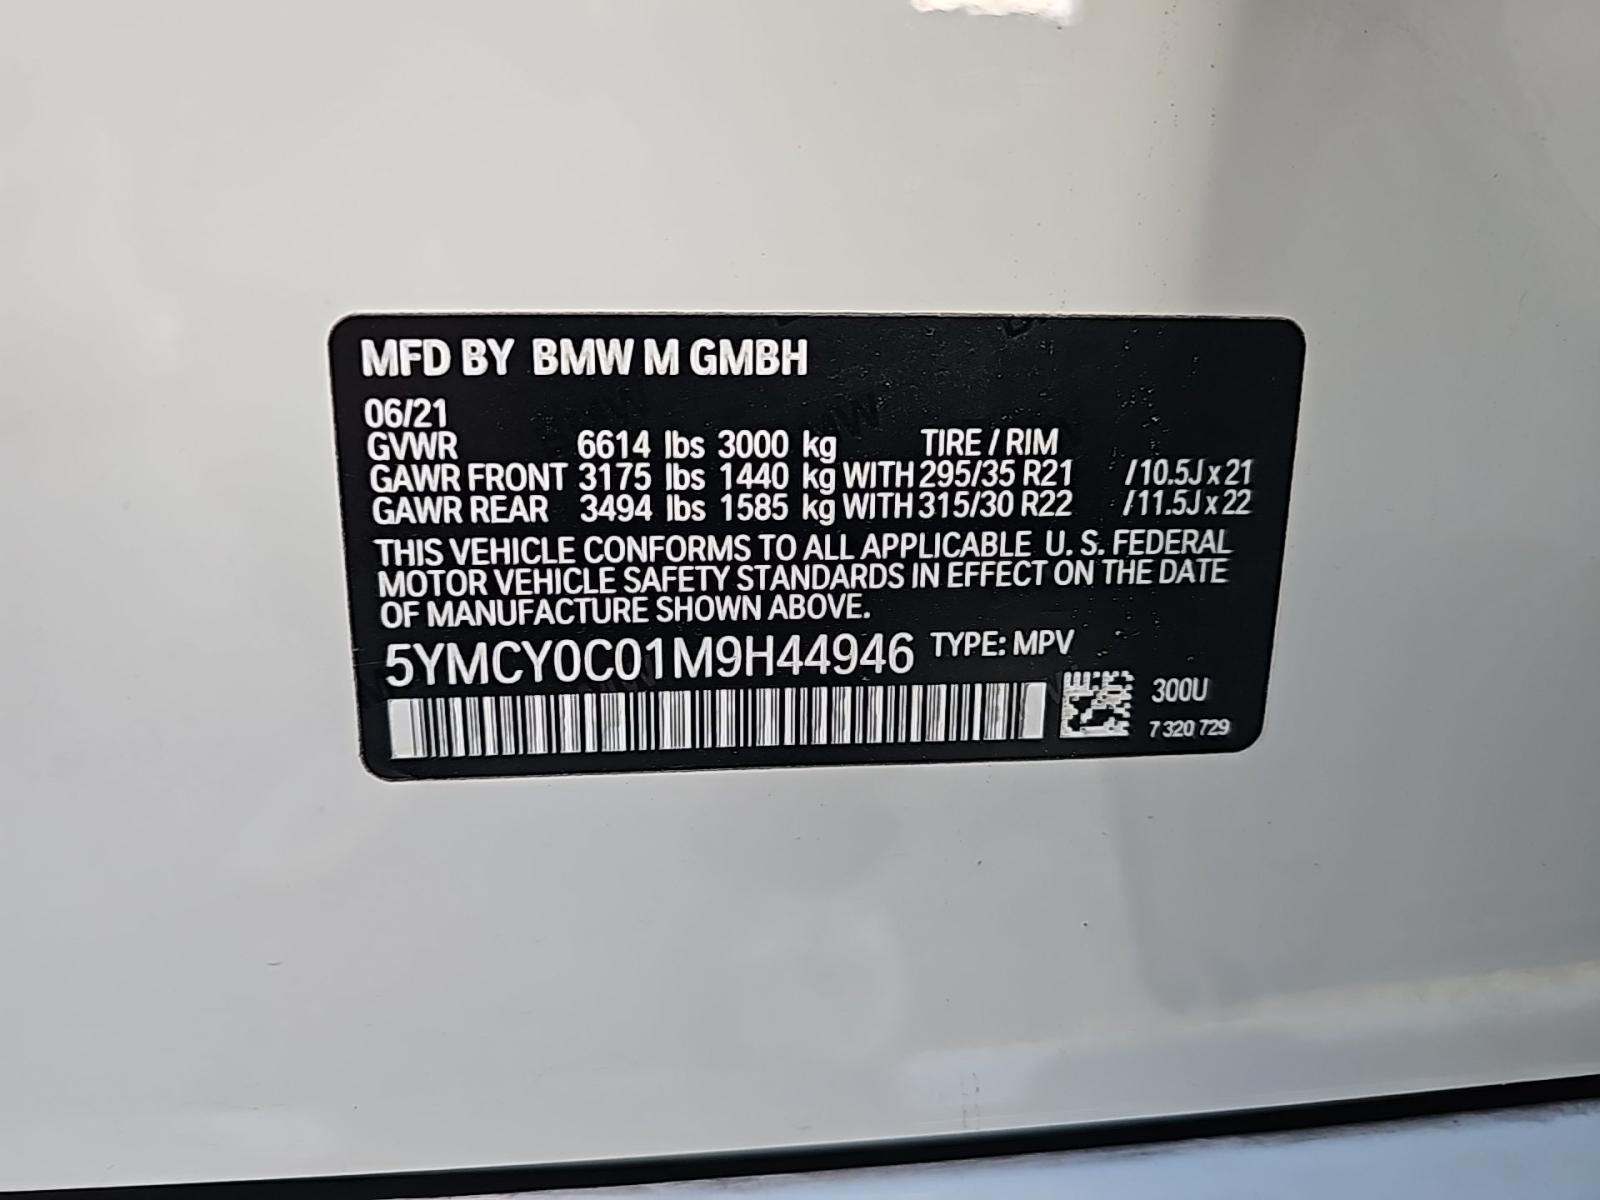 MFD BY BMW M GMBH
06/21
GVWR 6614 lbs 3000 kg TIRE / RIM
GAWR FRONT 3175 lbs 1440 kg WITH 295/35 R21 /10.5J x 21
GAWR REAR 3494 lbs 1585 kg WITH 315/30 R22 /11.5J x 22
THIS VEHICLE CONFORMS TO ALL APPLICABLE U. S. FEDERAL
MOTOR VEHICLE SAFETY STANDARDS IN EFFECT ON THE DATE
OF MANUFACTURE SHOWN ABOVE.
5YMCY0C01M9H44946 TYPE: MPV
300U
7 320 729